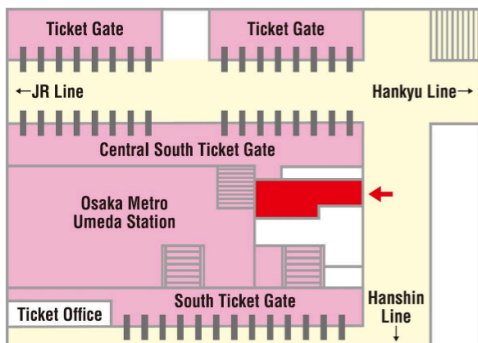 Ticket Gate
Ticket Gate
←JR Line
Hankyu Line→
Central South Ticket Gate
Osaka Metro
Umeda Station
South Ticket Gate
Hanshin
Line
↓
Ticket Office